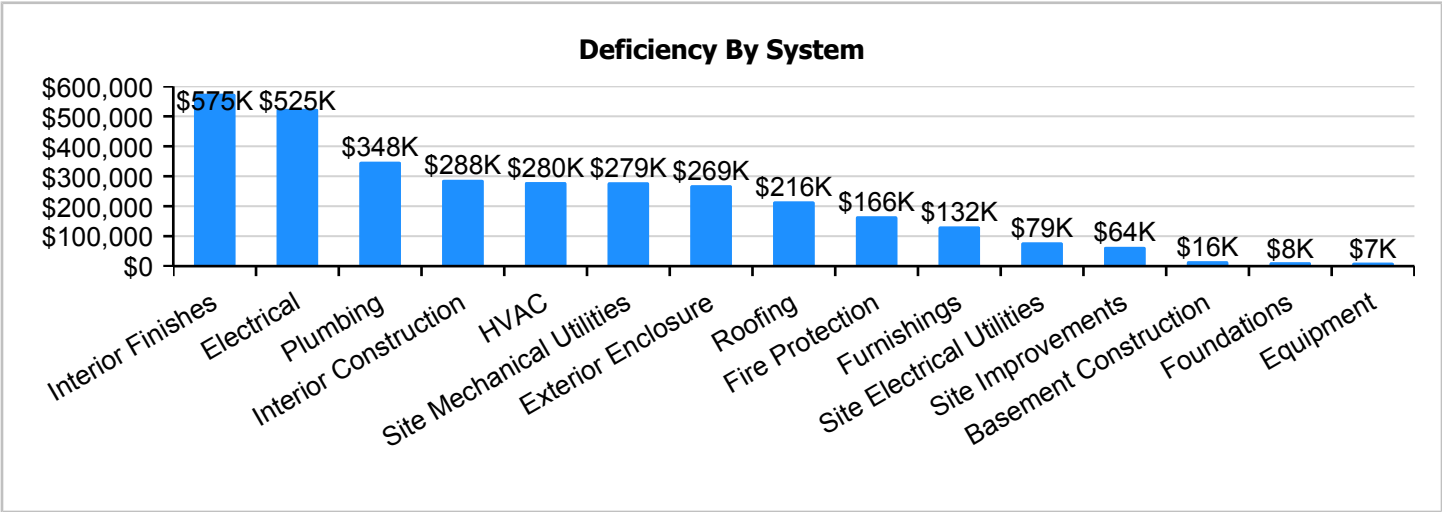 Deficiency By System
$600,000
$500,000
$400,000
$300,000
$200,000
$100,000
$0
$575K
$525K
$348K
$288K
$280K
$279K
$269K
$216K
$166K
$132K
$79K
$64K
$16K
$8K
$7K
Interior Finishes
Electrical
Plumbing
Interior Construction
HVAC
Site Mechanical Utilities
Exterior Enclosure
Roofing
Fire Protection
Furnishings
Site Electrical Utilities
Site Improvements
Basement Construction
Foundations
Equipment